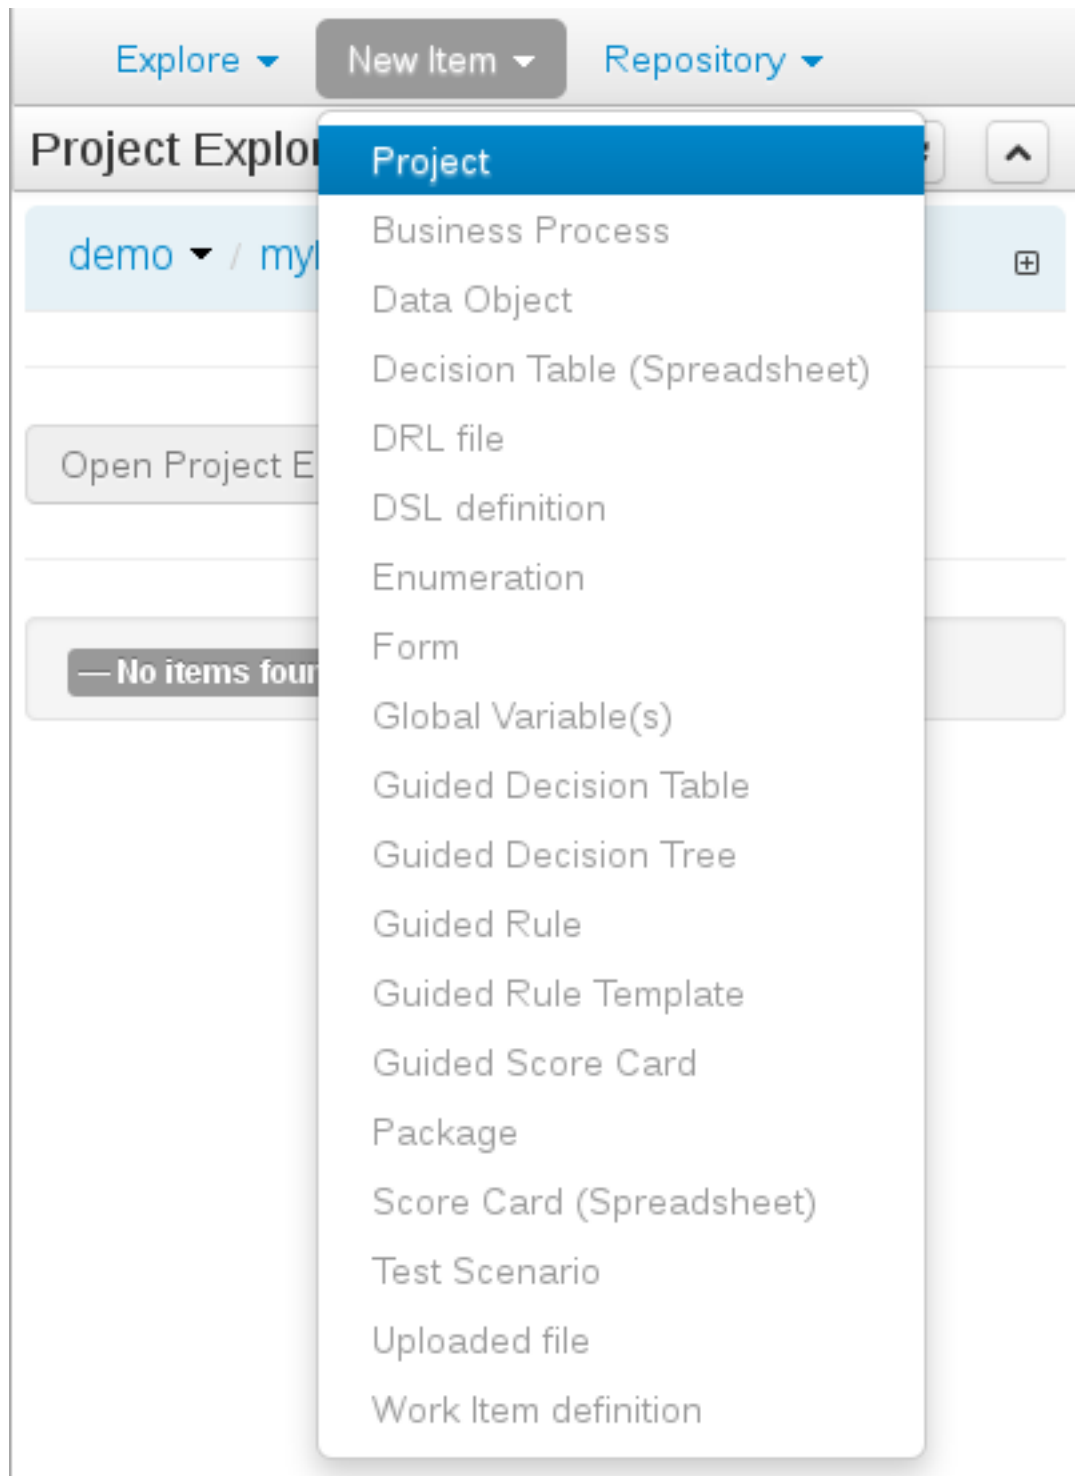 Explore New Item Repository
Project Explor
Project
demo / my
Business Process
Data Object
Decision Table (Spreadsheet)
DRL file
Open Project E
DSL definition
Enumeration
Form
— No items four
Global Variable(s)
Guided Decision Table
Guided Decision Tree
Guided Rule
Guided Rule Template
Guided Score Card
Package
Score Card (Spreadsheet)
Test Scenario
Uploaded file
Work Item definition